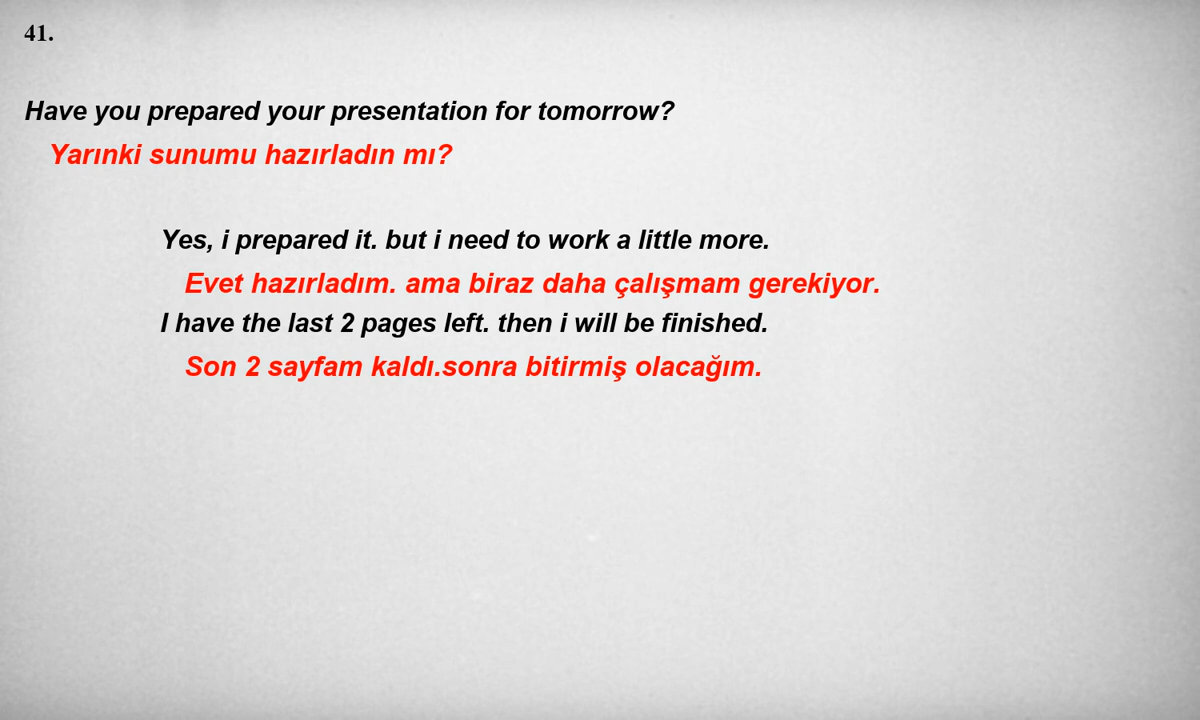 41.
Have you prepared your presentation for tomorrow?
Yarınki sunumu hazırladın mı?
Yes, i prepared it. but i need to work a little more.
Evet hazırladım. ama biraz daha çalışmam gerekiyor.
I have the last 2 pages left. then i will be finished.
Son 2 sayfam kaldı.sonra bitirmiş olacağım.